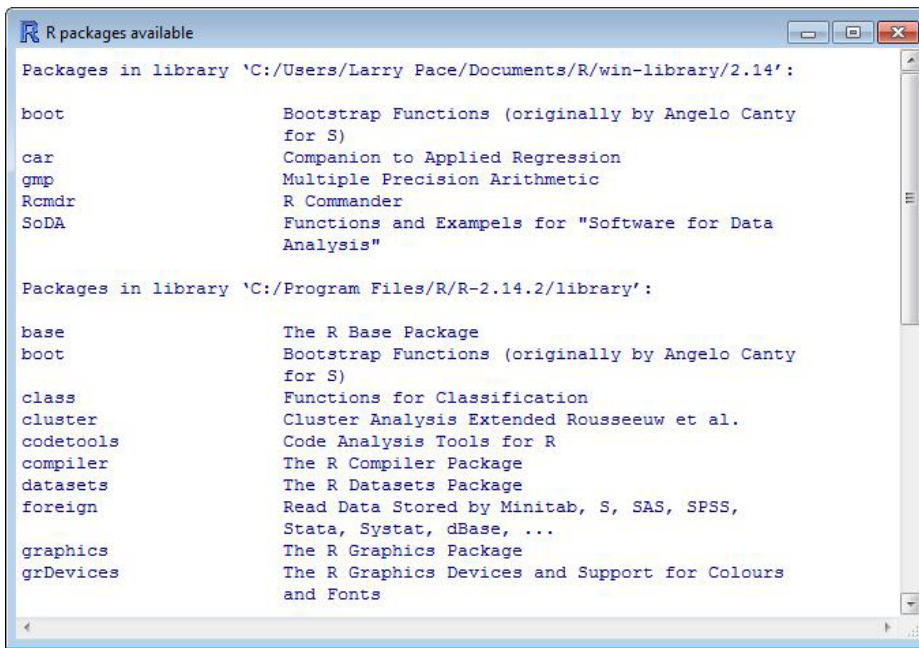 R packages available
Packages in library ‘C:/Users/Larry Pace/Documents/R/win-library/2.14’:
boot Bootstrap Functions (originally by Angelo Canty
for S)
car Companion to Applied Regression
gmp Multiple Precision Arithmetic
Rcmdr R Commander
SoDA Functions and Exampels for "Software for Data
Analysis"
Packages in library ‘C:/Program Files/R/R-2.14.2/library’:
base The R Base Package
boot Bootstrap Functions (originally by Angelo Canty
for S)
class Functions for Classification
cluster Cluster Analysis Extended Rousseeuw et al.
codetools Code Analysis Tools for R
compiler The R Compiler Package
datasets The R Datasets Package
foreign Read Data Stored by Minitab, S, SAS, SPSS,
Stata, Systat, dBase, ...
graphics The R Graphics Package
grDevices The R Graphics Devices and Support for Colours
and Fonts